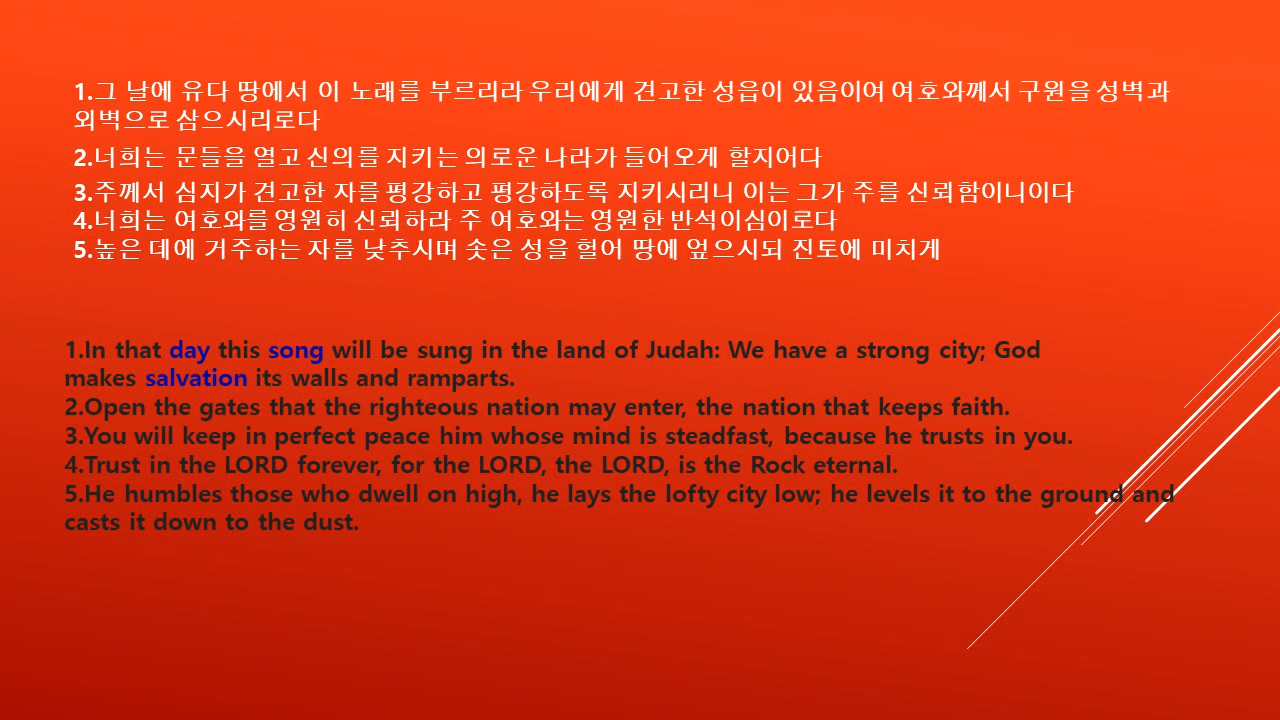 1.그 날에 유다 땅에서 이 노래를 부르리라 우리에게 견고한 성읍이 있음이여 여호와께서 구원을 성벽과
외벽으로 삼으시리로다
2.너희는 문들을 열고 신의를 지키는 의로운 나라가 들어오게 할지어다
3.주께서 심지가 견고한 자를 평강하고 평강하도록 지키시리니 이는 그가 주를 신뢰함이니이다
4.너희는 여호와를 영원히 신뢰하라 주 여호와는 영원한 반석이심이로다
5.높은 데에 거주하는 자를 낮추시며 솟은 성을 헐어 땅에 엎으시되 진토에 미치게
1.In that day this song will be sung in the land of Judah: We have a strong city; God
makes salvation its walls and ramparts.
2.Open the gates that the righteous nation may enter, the nation that keeps faith.
3.You will keep in perfect peace him whose mind is steadfast, because he trusts in you.
4.Trust in the LORD forever, for the LORD, the LORD, is the Rock eternal.
5.He humbles those who dwell on high, he lays the lofty city low; he levels it to the ground and
casts it down to the dust.